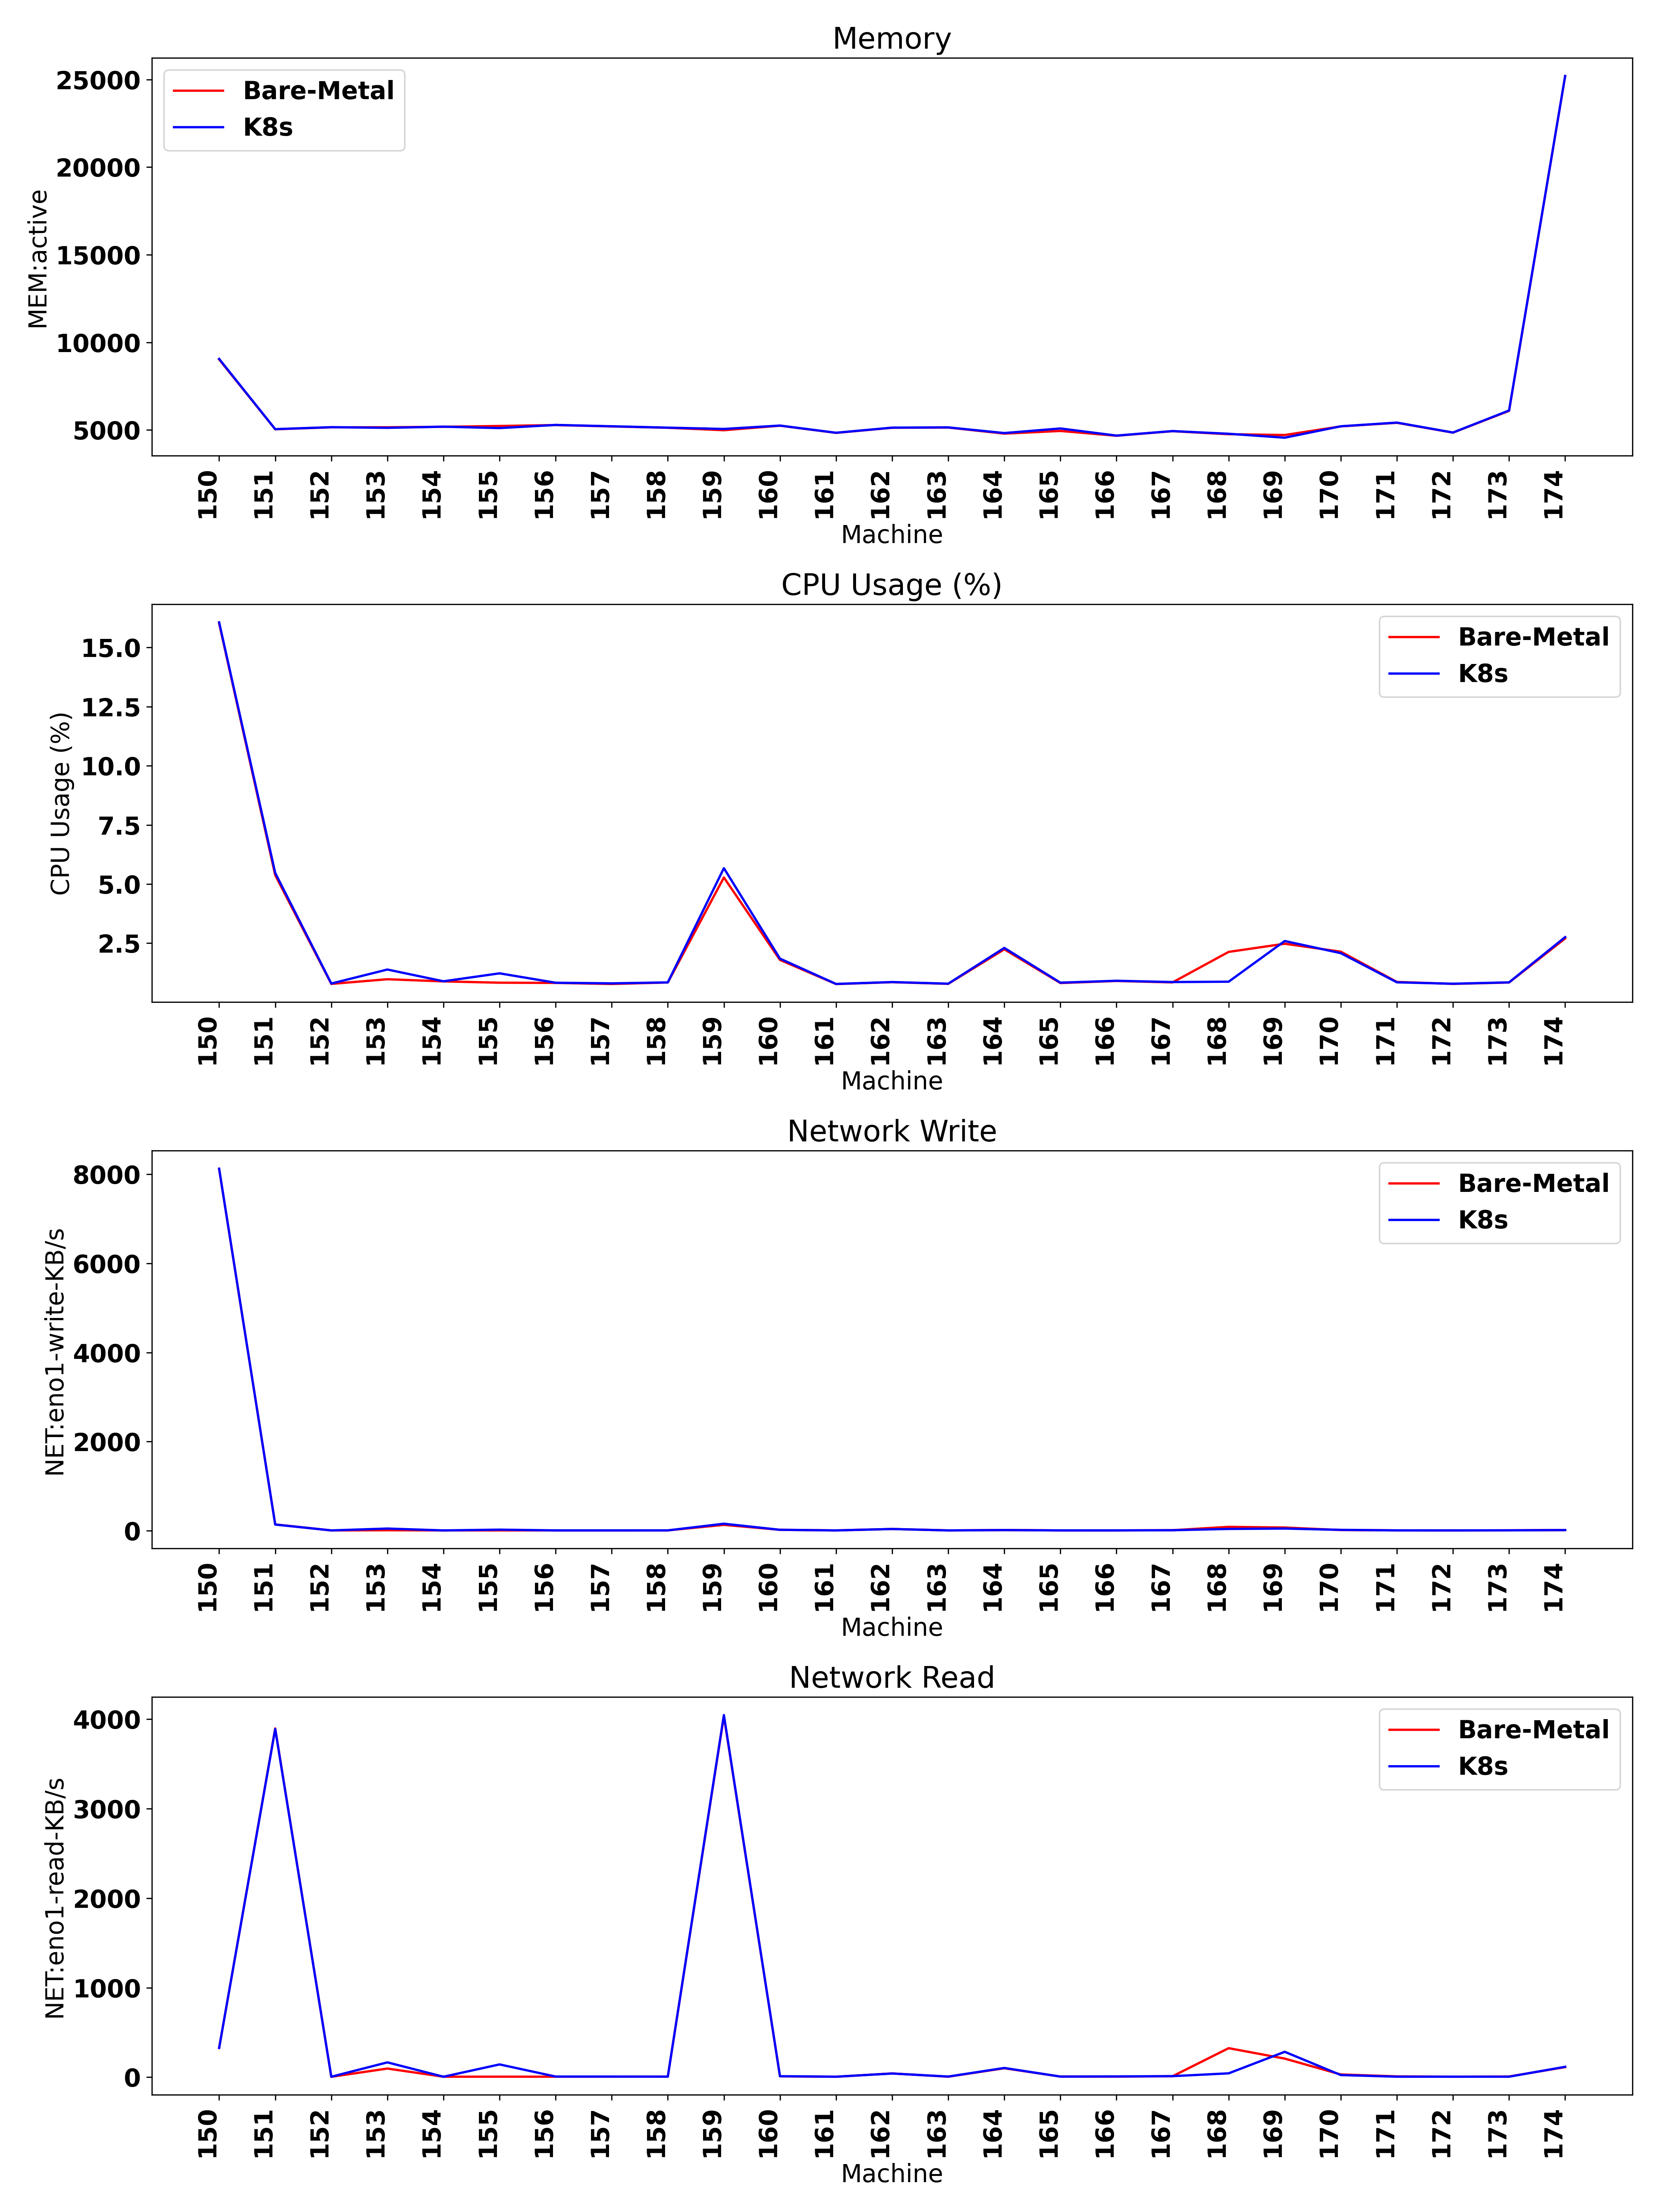 Memory
25000
20000
15000
10000
5000
MEM:active
Bare-Metal
K8s
150 151 152 153 154 155 156 157 158 159 160 161 162 163 164 165 166 167 168 169 170 171 172 173 174
Machine
CPU Usage (%)
15.0
12.5
10.0
7.5
5.0
2.5
CPU Usage (%)
Bare-Metal
K8s
150 151 152 153 154 155 156 157 158 159 160 161 162 163 164 165 166 167 168 169 170 171 172 173 174
Machine
Network Write
8000
6000
4000
2000
0
NET:eno1-write-KB/s
Bare-Metal
K8s
150 151 152 153 154 155 156 157 158 159 160 161 162 163 164 165 166 167 168 169 170 171 172 173 174
Machine
Network Read
4000
3000
2000
1000
0
NET:eno1-read-KB/s
Bare-Metal
K8s
150 151 152 153 154 155 156 157 158 159 160 161 162 163 164 165 166 167 168 169 170 171 172 173 174
Machine